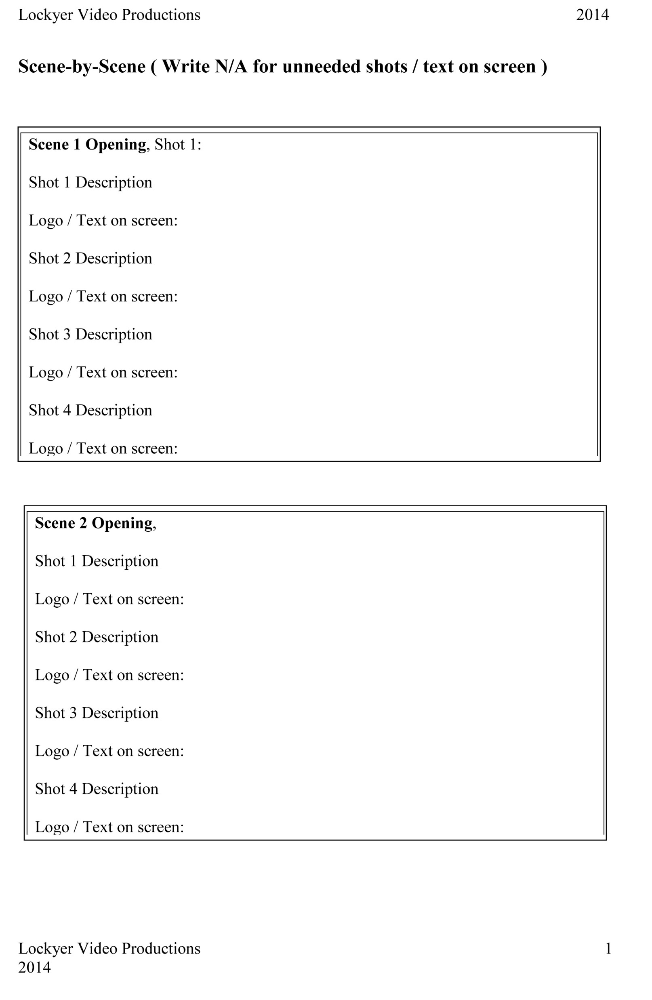 Lockyer Video Productions 2014
Scene-by-Scene ( Write N/A for unneeded shots / text on screen )
Scene 1 Opening, Shot 1:
Shot 1 Description
Logo / Text on screen:
Shot 2 Description
Logo / Text on screen:
Shot 3 Description
Logo / Text on screen:
Shot 4 Description
Logo / Text on screen:
Scene 2 Opening,
Shot 1 Description
Logo / Text on screen:
Shot 2 Description
Logo / Text on screen:
Shot 3 Description
Logo / Text on screen:
Shot 4 Description
Logo / Text on screen:
Lockyer Video Productions 1
2014